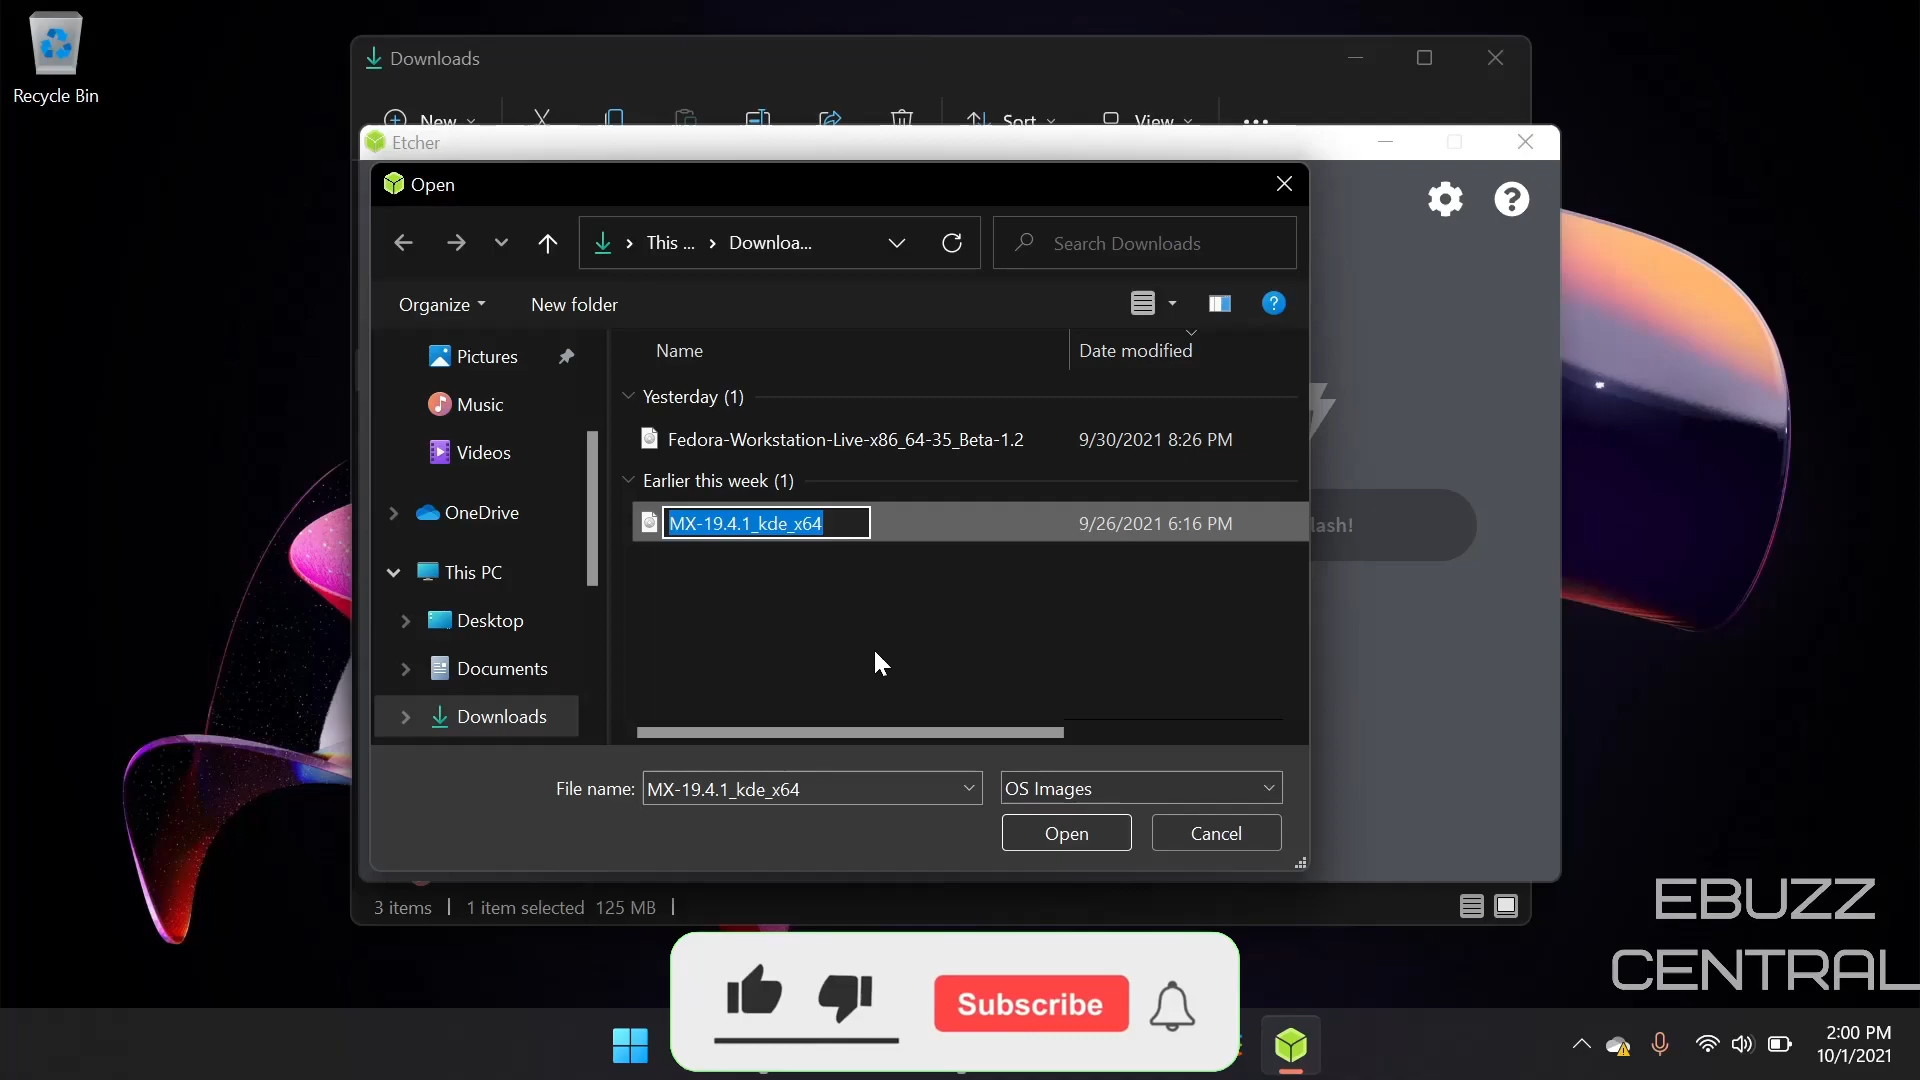 Recycle Bin
Downloads
New
Sort
View
Etcher
Open
This ...
Downloa...
Search Downloads
Organize
New folder
Name
Date modified
Pictures
Music
Videos
OneDrive
This PC
Desktop
Documents
Downloads
Yesterday (1)
Fedora-Workstation-Live-x86_64-35_Beta-1.2 9/30/2021 8:26 PM
Earlier this week (1)
MX-19.4.1_kde_x64 9/26/2021 6:16 PM
lash!
File name: MX-19.4.1_kde_x64
OS Images
Open
Cancel
3 items
1 item selected 125 MB
EBUZZ
CENTRAL
Subscribe
2:00 PM
10/1/2021